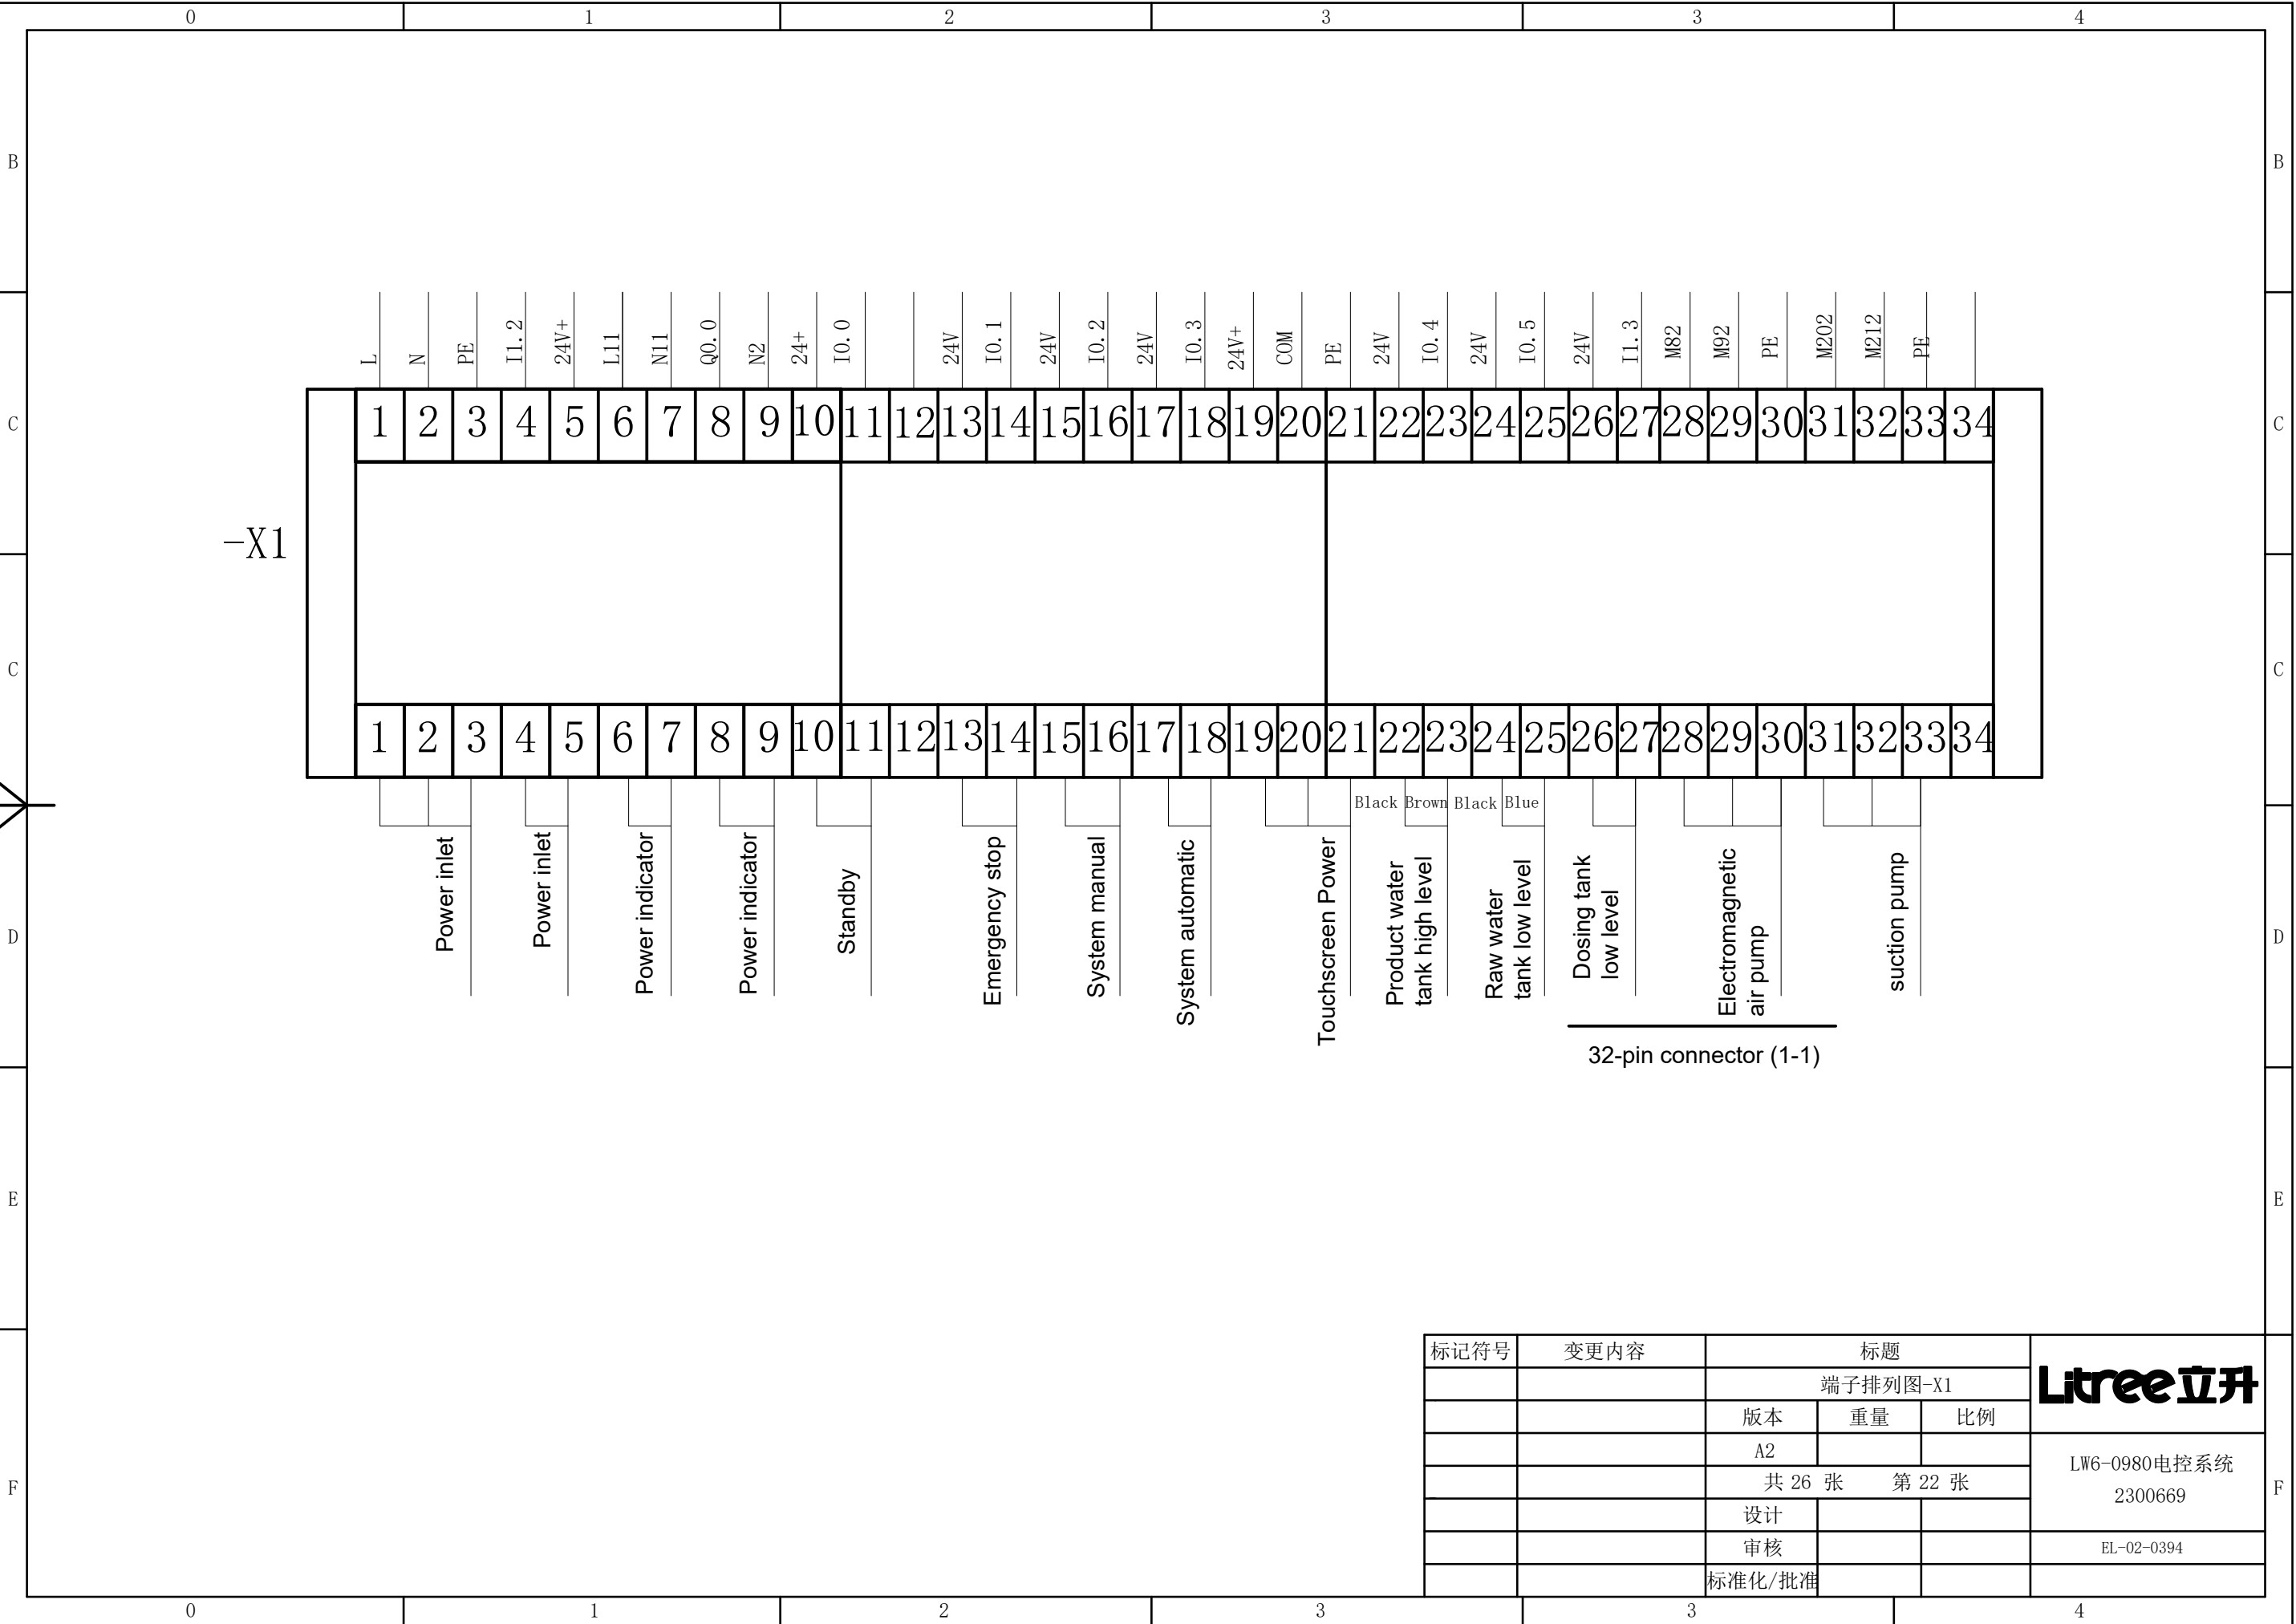 0 1 2 3 3 4
B B
L N PE I1.2 24V+ L11 N11 Q0.0 N2 24+ I0.0 24V I0.1 24V I0.2 24V I0.3 24V+ COM PE 24V I0.4 24V I0.5 24V I1.3 M82 M92 PE M202 M212 PE
C C
1 2 3 4 5 6 7 8 9 10 11 12 13 14 15 16 17 18 19 20 21 22 23 24 25 26 27 28 29 30 31 32 33 34
-X1
C C
1 2 3 4 5 6 7 8 9 10 11 12 13 14 15 16 17 18 19 20 21 22 23 24 25 26 27 28 29 30 31 32 33 34
Black Brown Black Blue
Power inlet
Power inlet
Power indicator
Power indicator
Standby
Emergency stop
System manual
System automatic
Touchscreen Power
Product water
tank high level
Raw water
tank low level
Dosing tank
low level
Electromagnetic
air pump
suction pump
D D
32-pin connector (1-1)
E E
标记符号 变更内容 标题
Litree立升
端子排列图-X1
版本 重量 比例
A2
LW6-0980电控系统
共 26 张 第 22 张
2300669
F F
设计
审核
EL-02-0394
标准化/批准
0 1 2 3 3 4